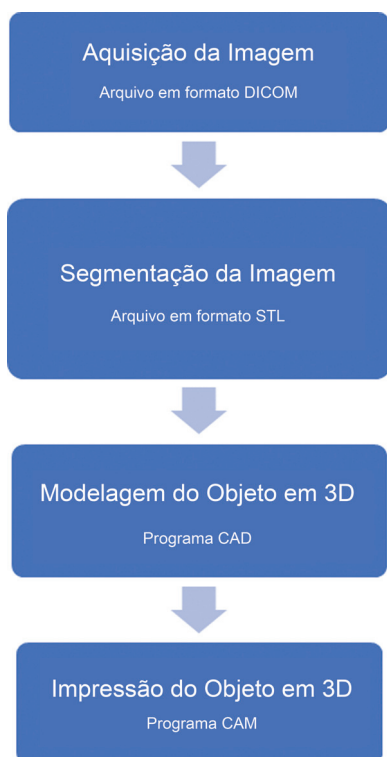 Aquisição da Imagem
Arquivo em formato DICOM
Segmentação da Imagem
Arquivo em formato STL
Modelagem do Objeto em 3D
Programa CAD
Impressão do Objeto em 3D
Programa CAM